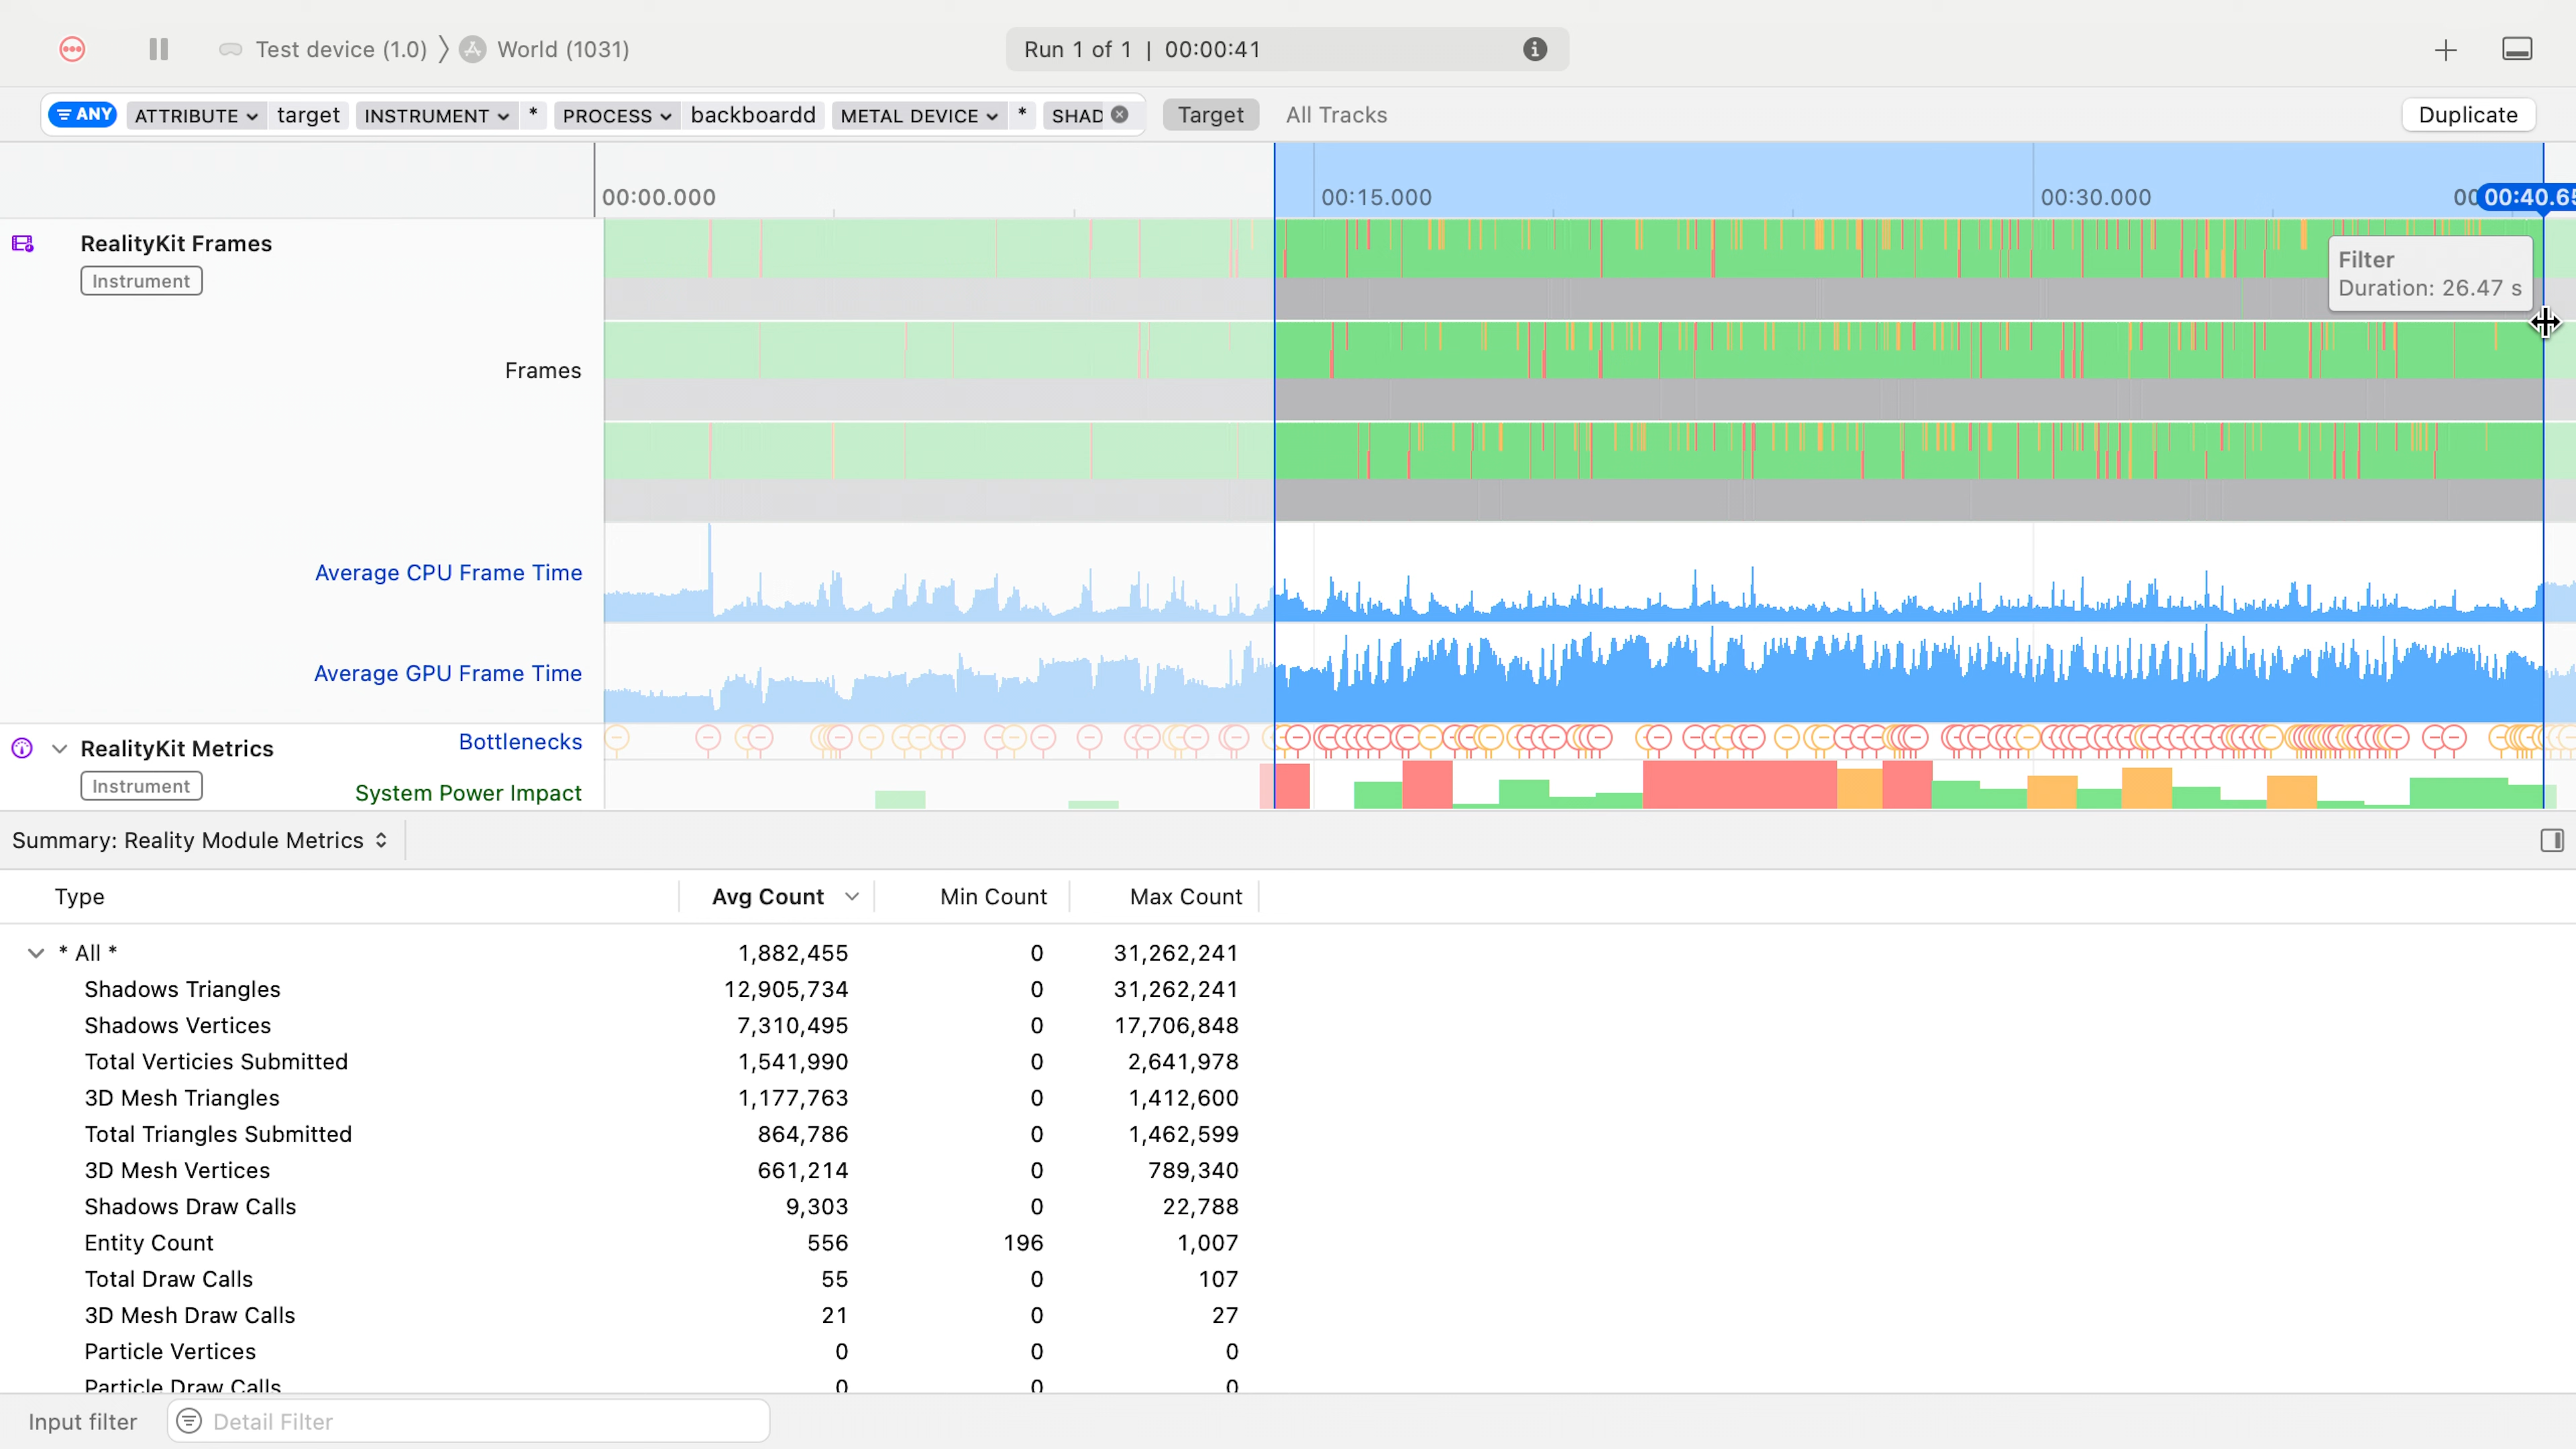 Test device (1.0) 〉 World (1031)
Run 1 of 1 | 00:00:41
ANY ATTRIBUTE target INSTRUMENT * PROCESS backboardd METAL DEVICE * SHAD
Target
All Tracks
Duplicate
00:00.000
00:15.000
00:30.000
00:40.65
RealityKit Frames
Instrument
Filter
Duration: 26.47 s
Frames
Average CPU Frame Time
Average GPU Frame Time
RealityKit Metrics
Instrument
Bottlenecks
System Power Impact
Summary: Reality Module Metrics
Type Avg Count Min Count Max Count
* All * 1,882,455 0 31,262,241
Shadows Triangles 12,905,734 0 31,262,241
Shadows Vertices 7,310,495 0 17,706,848
Total Verticies Submitted 1,541,990 0 2,641,978
3D Mesh Triangles 1,177,763 0 1,412,600
Total Triangles Submitted 864,786 0 1,462,599
3D Mesh Vertices 661,214 0 789,340
Shadows Draw Calls 9,303 0 22,788
Entity Count 556 196 1,007
Total Draw Calls 55 0 107
3D Mesh Draw Calls 21 0 27
Particle Vertices 0 0 0
Particle Draw Calls 0 0 0
Input filter
Detail Filter